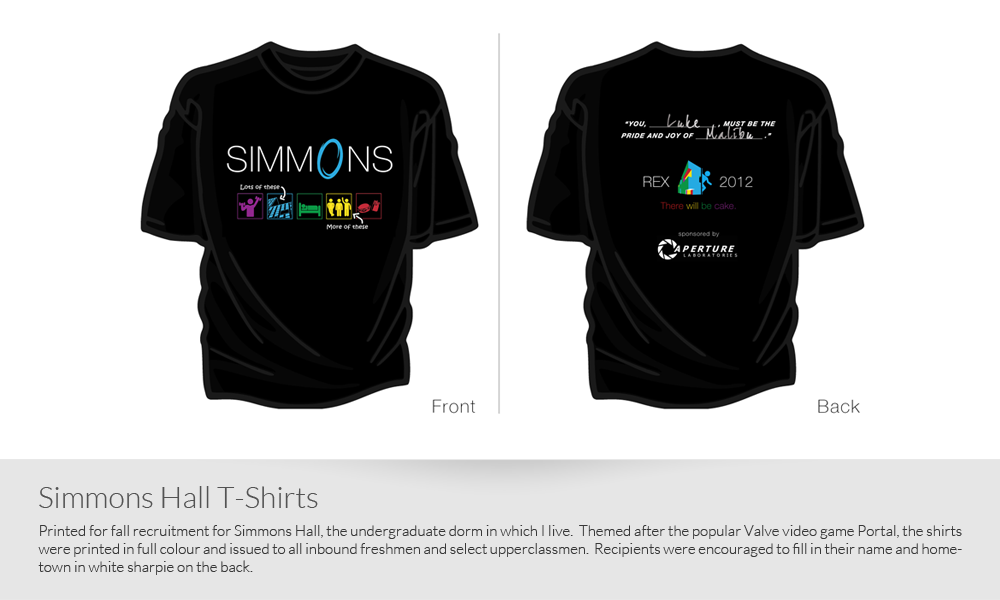 SIMMONS
Lots of these
More of these
Front
"YOU, Luke, MUST BE THE
PRIDE AND JOY OF Malibu."
REX 2012
There will be cake.
sponsored by
APERTURE
LABORATORIES
Back
Simmons Hall T-Shirts
Printed for fall recruitment for Simmons Hall, the undergraduate dorm in which I live. Themed after the popular Valve video game Portal, the shirts
were printed in full colour and issued to all inbound freshmen and select upperclassmen. Recipients were encouraged to fill in their name and home-
town in white sharpie on the back.